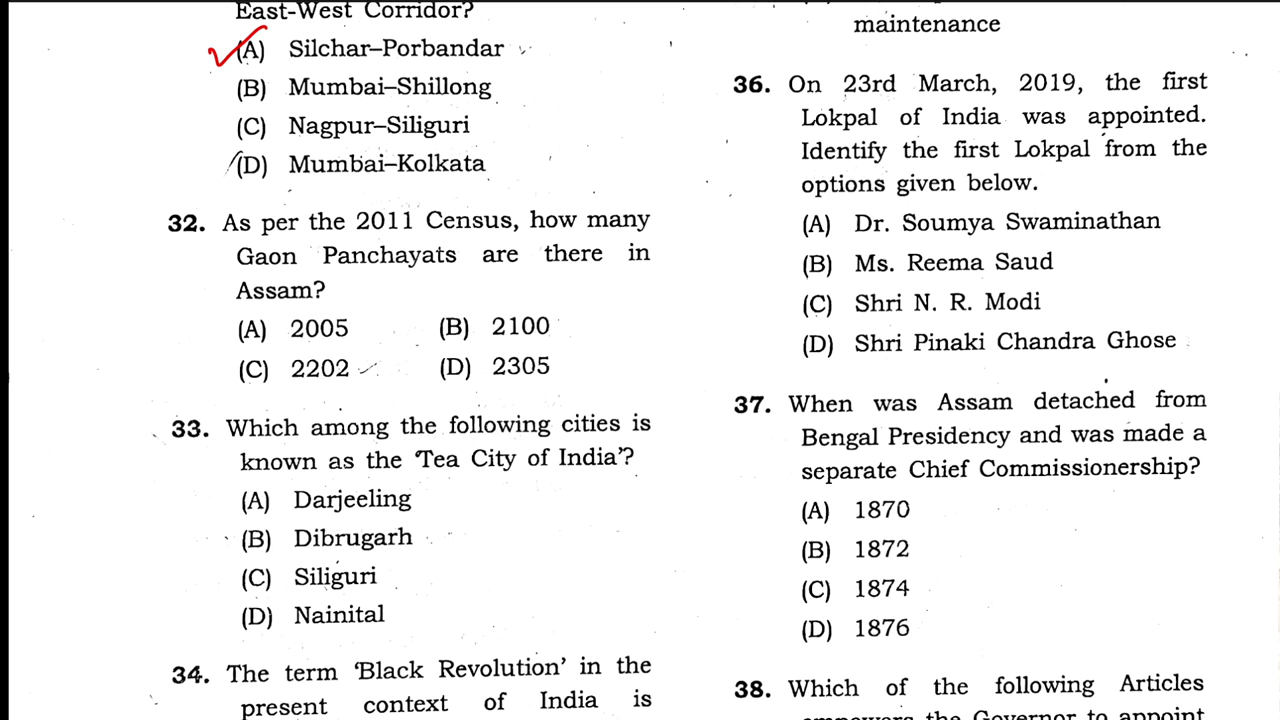 East-West Corridor?
(A) Silchar–Porbandar
(B) Mumbai–Shillong
(C) Nagpur–Siliguri
(D) Mumbai–Kolkata
32. As per the 2011 Census, how many
Gaon Panchayats are there in
Assam?
(A) 2005 (B) 2100
(C) 2202 (D) 2305
33. Which among the following cities is
known as the ‘Tea City of India’?
(A) Darjeeling
(B) Dibrugarh
(C) Siliguri
(D) Nainital
34. The term ‘Black Revolution’ in the
present context of India is
maintenance
36. On 23rd March, 2019, the first
Lokpal of India was appointed.
Identify the first Lokpal from the
options given below.
(A) Dr. Soumya Swaminathan
(B) Ms. Reema Saud
(C) Shri N. R. Modi
(D) Shri Pinaki Chandra Ghose
37. When was Assam detached from
Bengal Presidency and was made a
separate Chief Commissionership?
(A) 1870
(B) 1872
(C) 1874
(D) 1876
38. Which of the following Articles
empowers the Governor to appoint